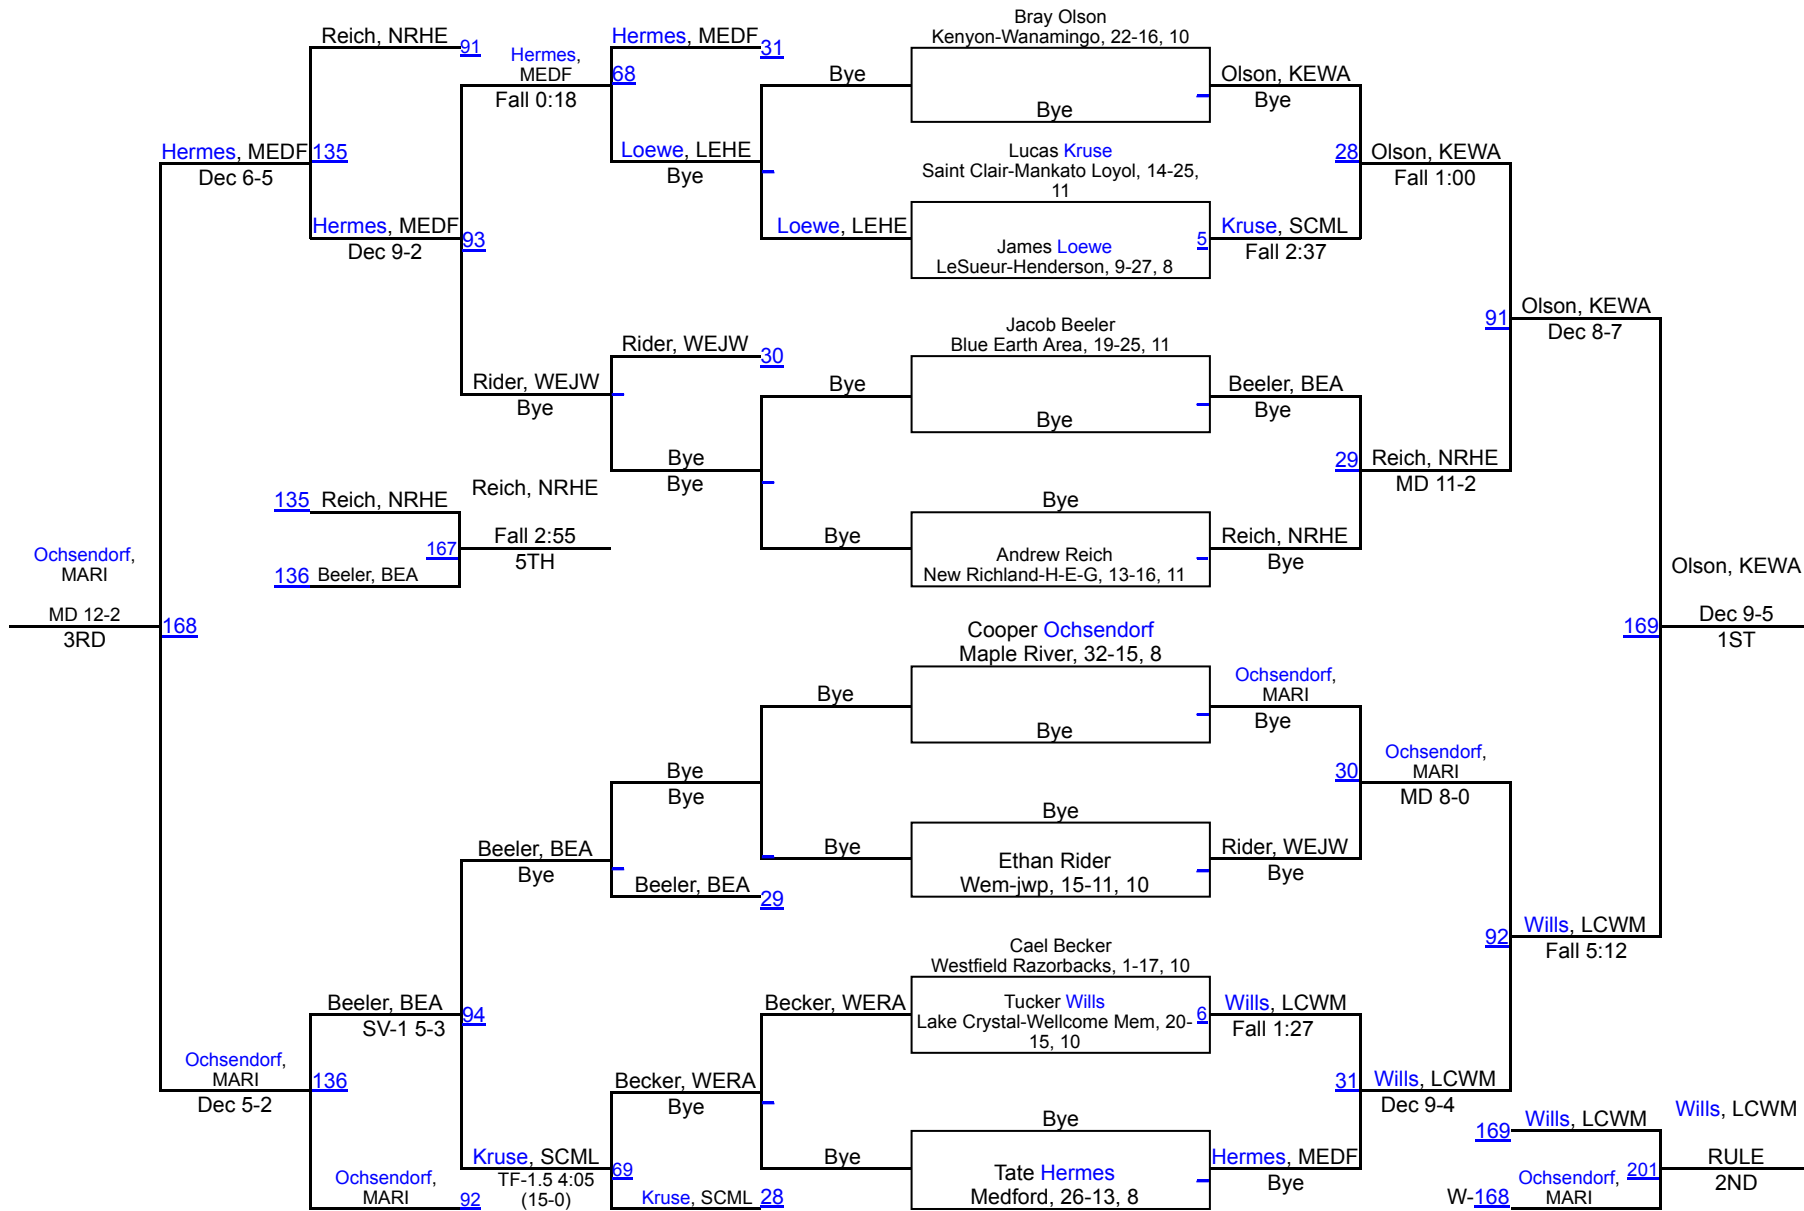 Bray Olson
Kenyon-Wanamingo, 22-16, 10
Reich, NRHE 91
Hermes,
MEDF
68
Fall 0:18
Hermes, MEDF 31
Bye
Bye
Olson, KEWA
Bye
Hermes, MEDF 135
Dec 6-5
Loewe, LEHE
Bye
Lucas Kruse
Saint Clair-Mankato Loyol, 14-25,
11
28 Olson, KEWA
Fall 1:00
Hermes, MEDF 93
Dec 9-2
Loewe, LEHE
James Loewe
LeSueur-Henderson, 9-27, 8
5
Kruse, SCML
Fall 2:37
91
Olson, KEWA
Dec 8-7
Rider, WEJW 30
Jacob Beeler
Blue Earth Area, 19-25, 11
Rider, WEJW
Bye
Bye
Bye
Beeler, BEA
Bye
Bye
Bye
29 Reich, NRHE
MD 11-2
135 Reich, NRHE
Reich, NRHE
167
Fall 2:55
5TH
136 Beeler, BEA
Bye
Bye
Andrew Reich
New Richland-H-E-G, 13-16, 11
Reich, NRHE
Bye
Ochsendorf,
MARI
MD 12-2
3RD
168
Olson, KEWA
169
Dec 9-5
1ST
Cooper Ochsendorf
Maple River, 32-15, 8
Bye
Bye
Ochsendorf,
MARI
Bye
Bye
Bye
30
Ochsendorf,
MARI
MD 8-0
Beeler, BEA
Bye
Bye
Bye
Ethan Rider
Wem-jwp, 15-11, 10
Rider, WEJW
Bye
Beeler, BEA 29
92
Wills, LCWM
Fall 5:12
Cael Becker
Westfield Razorbacks, 1-17, 10
Beeler, BEA 94
SV-1 5-3
Becker, WERA
Tucker Wills
Lake Crystal-Wellcome Mem, 20-
15, 10
6
Wills, LCWM
Fall 1:27
Ochsendorf,
MARI
136
Dec 5-2
Becker, WERA
Bye
31 Wills, LCWM
Dec 9-4
Kruse, SCML 69
TF-1.5 4:05
(15-0)
Bye
Bye
Tate Hermes
Medford, 26-13, 8
Hermes, MEDF
Bye
Ochsendorf,
MARI
92
Kruse, SCML 28
169 Wills, LCWM
Wills, LCWM
201
RULE
2ND
W-168
Ochsendorf,
MARI